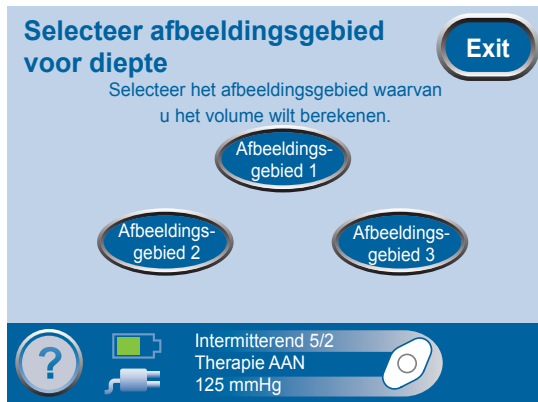 Selecteer afbeeldingsgebied
voor diepte
Exit
Selecteer het afbeeldingsgebied waarvan
u het volume wilt berekenen.
Afbeeldings-
gebied 1
Afbeeldings-
gebied 2
Afbeeldings-
gebied 3
?
Intermitterend 5/2
Therapie AAN
125 mmHg